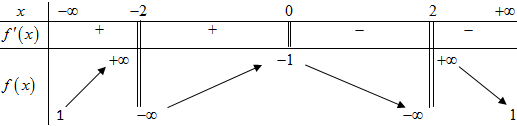 x −∞ −2 0 2 +∞
f′(x) + + − −
+∞ −1 +∞
f(x)
1 −∞ −∞ 1